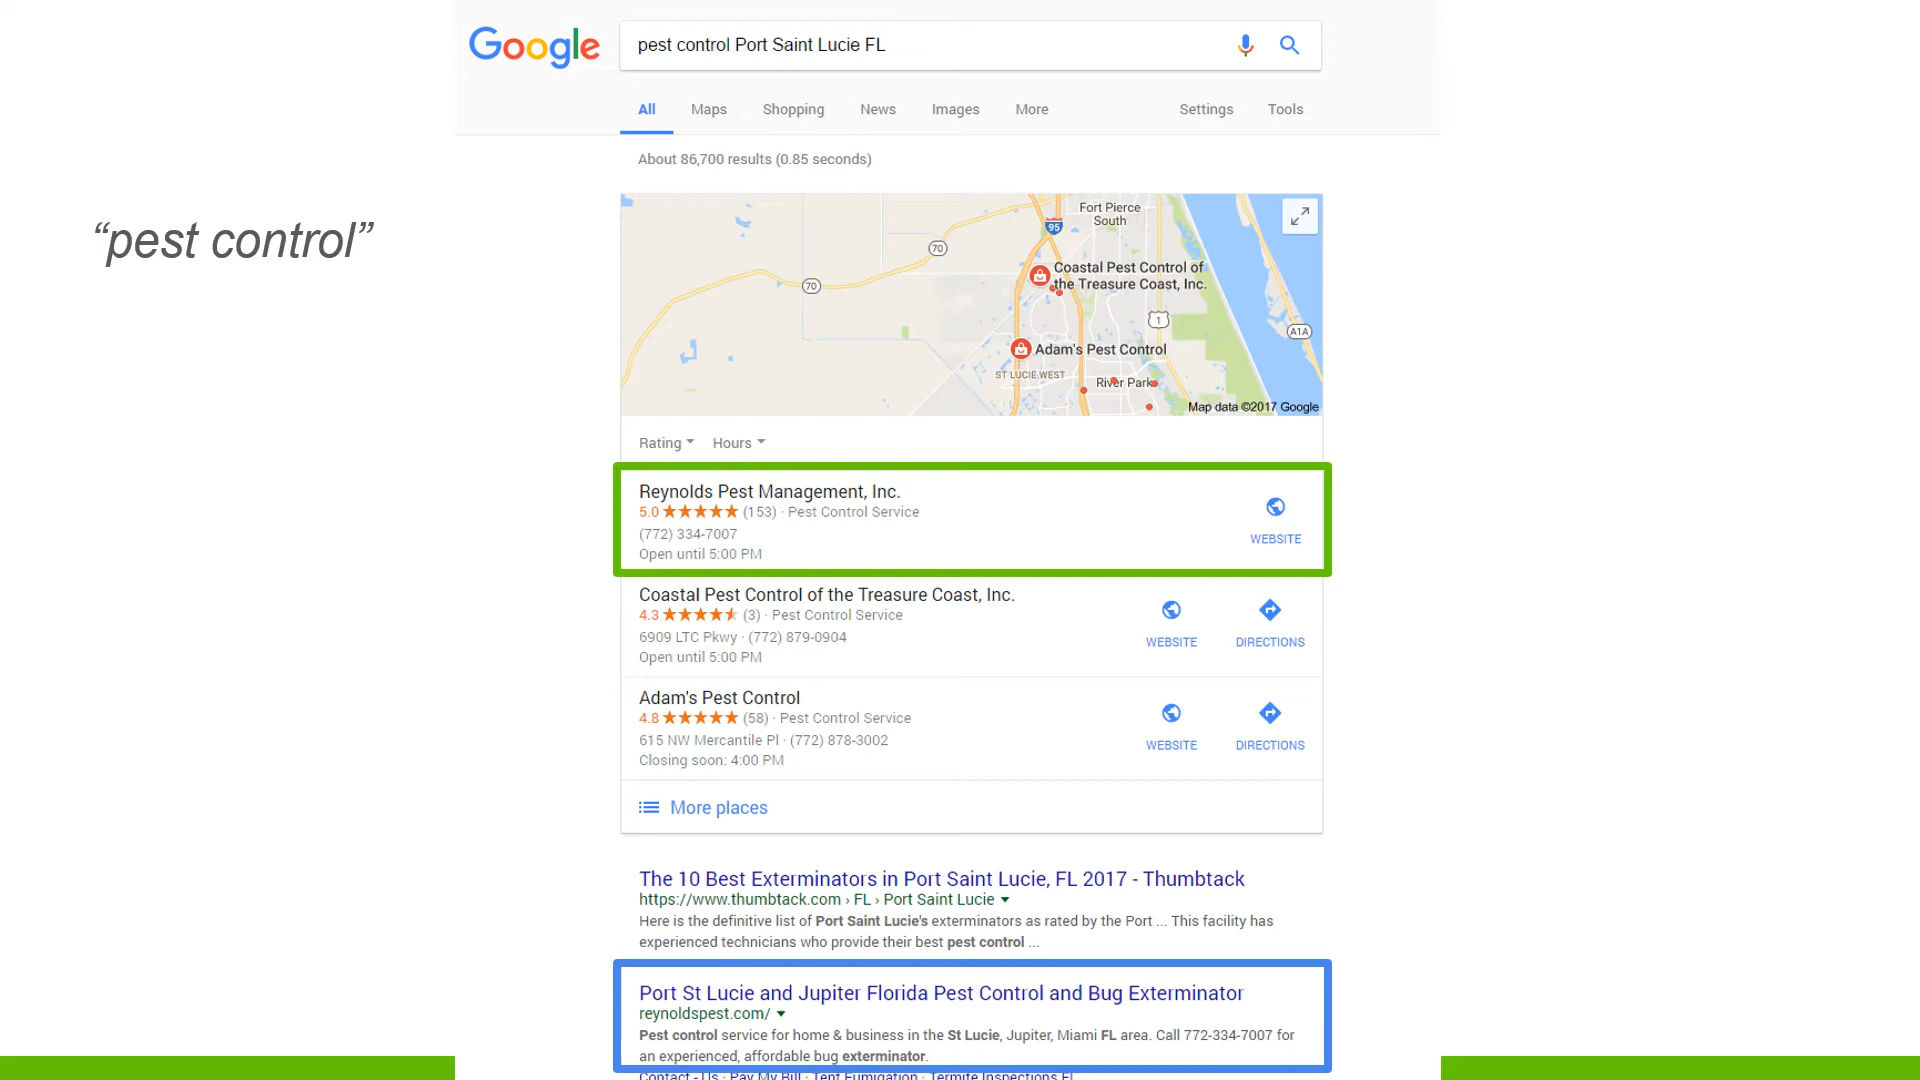 Google
pest control Port Saint Lucie FL
All Maps Shopping News Images More Settings Tools
About 86,700 results (0.85 seconds)
“pest control”
Fort Pierce
South
95
70
Coastal Pest Control of
the Treasure Coast, Inc.
70
1
A1A
Adam's Pest Control
ST LUCIE WEST
River Park
Map data ©2017 Google
Rating Hours
Reynolds Pest Management, Inc.
5.0 ★★★★★ (153) · Pest Control Service
(772) 334-7007
Open until 5:00 PM
WEBSITE
Coastal Pest Control of the Treasure Coast, Inc.
4.3 (3) · Pest Control Service
6909 LTC Pkwy · (772) 879-0904
Open until 5:00 PM
WEBSITE DIRECTIONS
Adam's Pest Control
4.8 ★★★★★ (58) · Pest Control Service
615 NW Mercantile Pl · (772) 878-3002
Closing soon: 4:00 PM
WEBSITE DIRECTIONS
More places
The 10 Best Exterminators in Port Saint Lucie, FL 2017 - Thumbtack
https://www.thumbtack.com › FL › Port Saint Lucie
Here is the definitive list of Port Saint Lucie's exterminators as rated by the Port ... This facility has
experienced technicians who provide their best pest control ...
Port St Lucie and Jupiter Florida Pest Control and Bug Exterminator
reynoldspest.com/
Pest control service for home & business in the St Lucie, Jupiter, Miami FL area. Call 772-334-7007 for
an experienced, affordable bug exterminator.
Contact - Us · Pay My Bill · Tent Fumigation · Termite Inspections FL